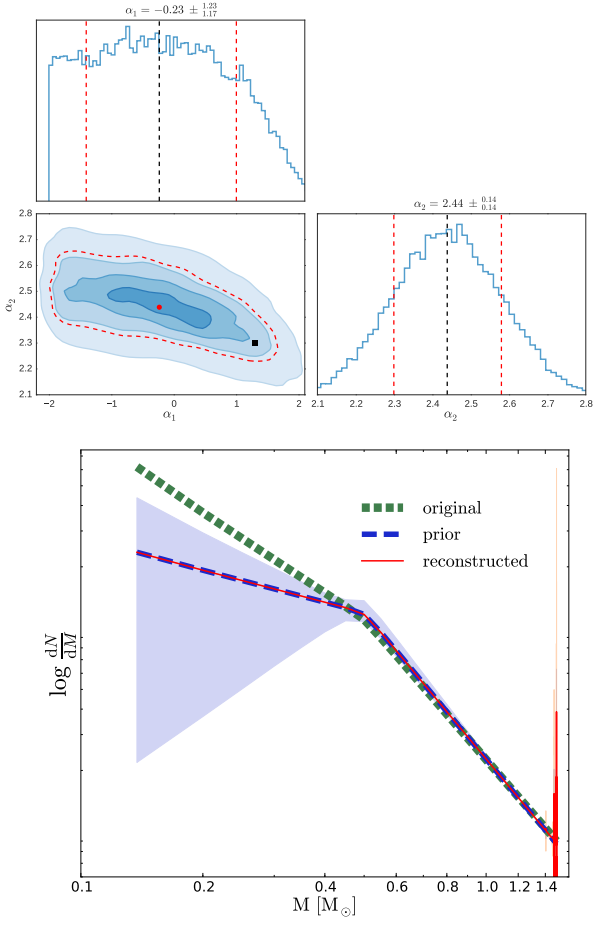 α₁ = −0.23 ± 1.23 1.17
2.8
2.7
2.6
2.5
2.4
2.3
2.2
2.1
α₂
−2 −1 0 1 2
α₁
α₂ = 2.44 ± 0.14 0.14
2.1 2.2 2.3 2.4 2.5 2.6 2.7 2.8
α₂
original
prior
reconstructed
log dN/dM
0.1 0.2 0.4 0.6 0.8 1.0 1.2 1.4
M [M⊙]